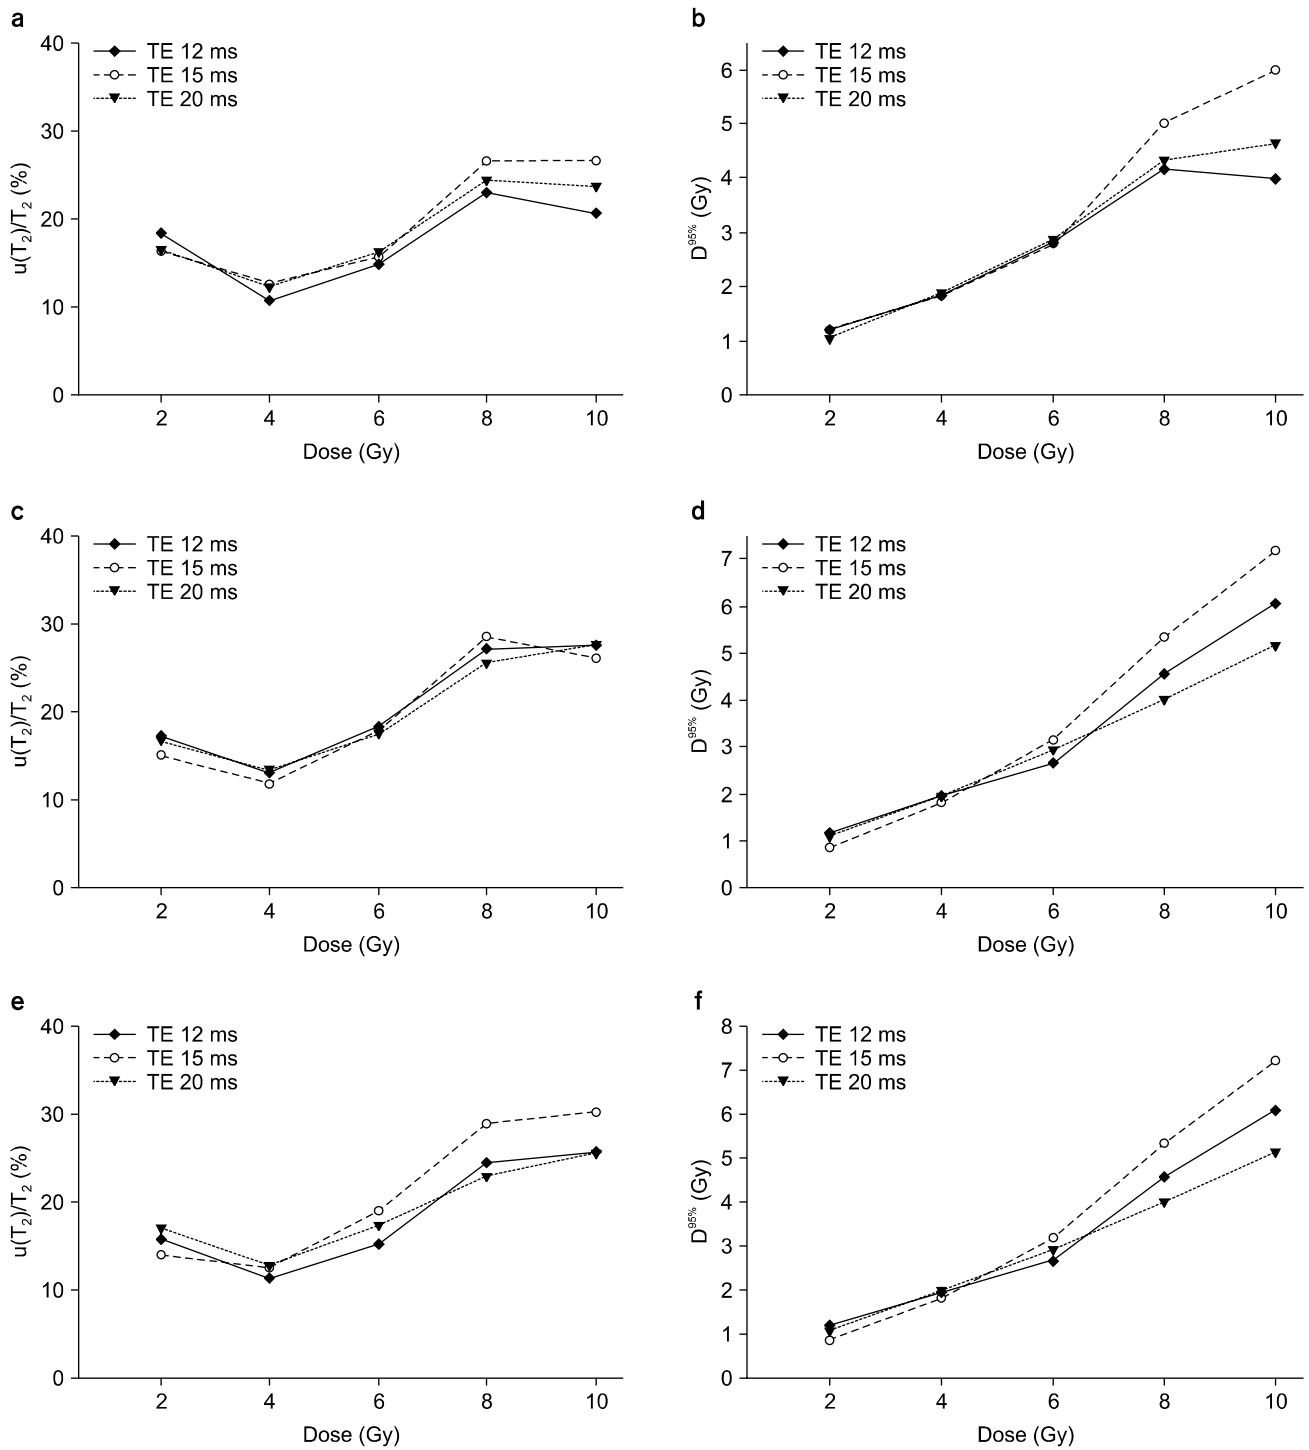 a
40
30
20
10
0
u(T2)/T2 (%)
TE 12 ms
TE 15 ms
TE 20 ms
2 4 6 8 10
Dose (Gy)
b
6
5
4
3
2
1
0
D95% (Gy)
TE 12 ms
TE 15 ms
TE 20 ms
2 4 6 8 10
Dose (Gy)
c
40
30
20
10
0
u(T2)/T2 (%)
TE 12 ms
TE 15 ms
TE 20 ms
2 4 6 8 10
Dose (Gy)
d
7
6
5
4
3
2
1
0
D95% (Gy)
TE 12 ms
TE 15 ms
TE 20 ms
2 4 6 8 10
Dose (Gy)
e
40
30
20
10
0
u(T2)/T2 (%)
TE 12 ms
TE 15 ms
TE 20 ms
2 4 6 8 10
Dose (Gy)
f
8
7
6
5
4
3
2
1
0
D95% (Gy)
TE 12 ms
TE 15 ms
TE 20 ms
2 4 6 8 10
Dose (Gy)